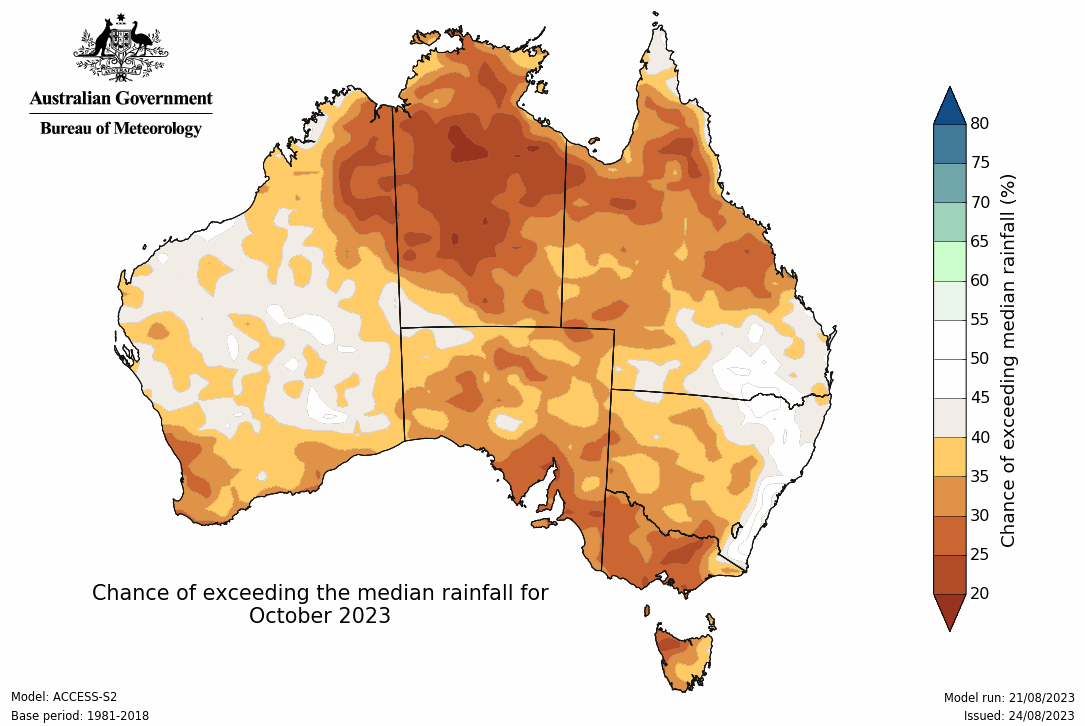 Australian Government
Bureau of Meteorology
80
75
70
65
60
55
50
45
40
35
30
25
20
Chance of exceeding median rainfall (%)
Chance of exceeding the median rainfall for
October 2023
Model: ACCESS-S2
Base period: 1981-2018
Model run: 21/08/2023
Issued: 24/08/2023